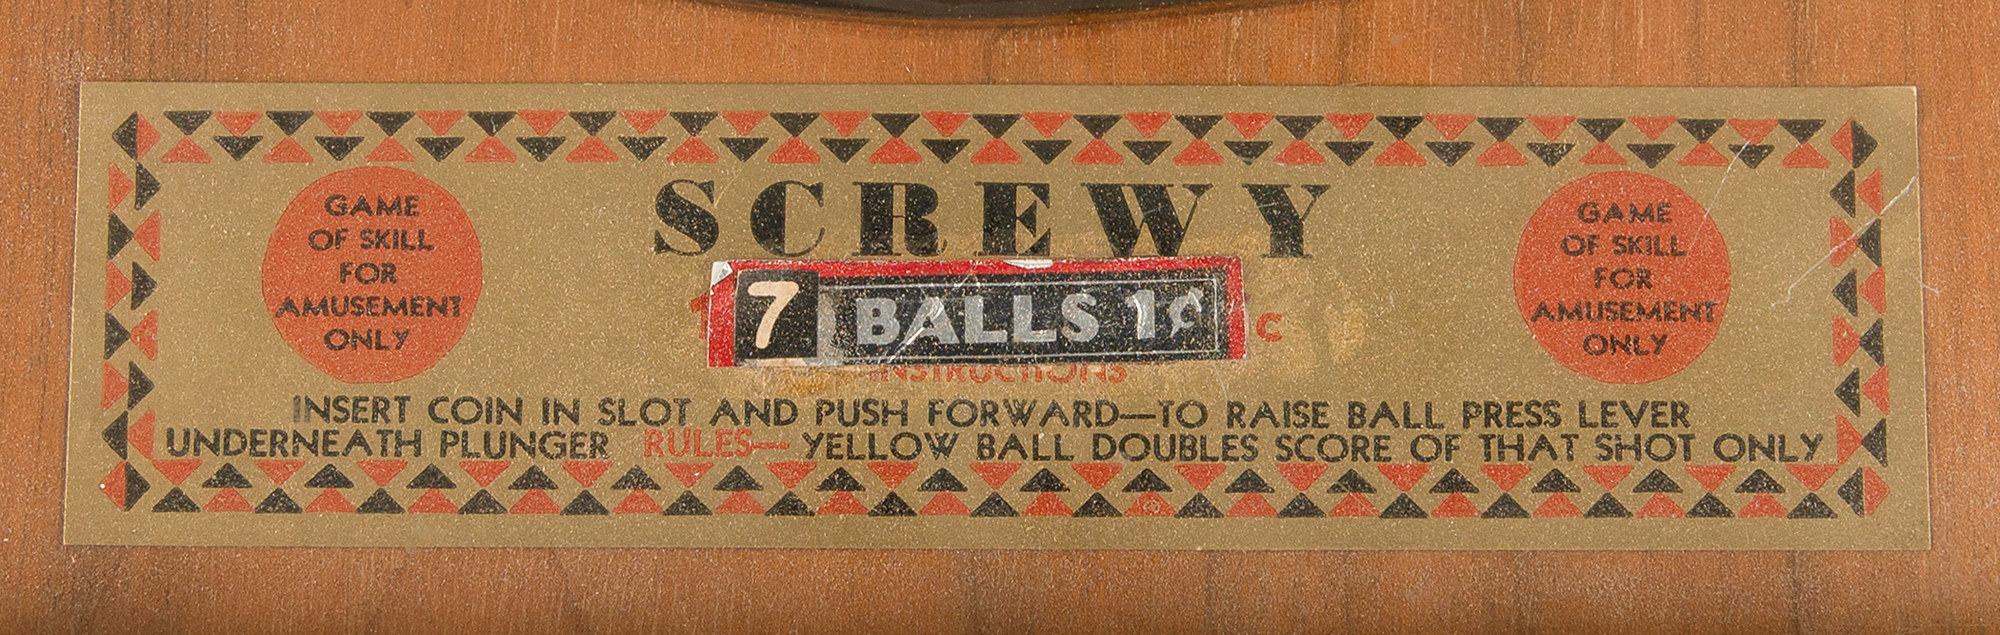 SCREWY
GAME
OF SKILL
FOR
AMUSEMENT
ONLY
GAME
OF SKILL
FOR
AMUSEMENT
ONLY
7 BALLS 1¢
INSTRUCTIONS
INSERT COIN IN SLOT AND PUSH FORWARD—TO RAISE BALL PRESS LEVER
UNDERNEATH PLUNGER RULES— YELLOW BALL DOUBLES SCORE OF THAT SHOT ONLY